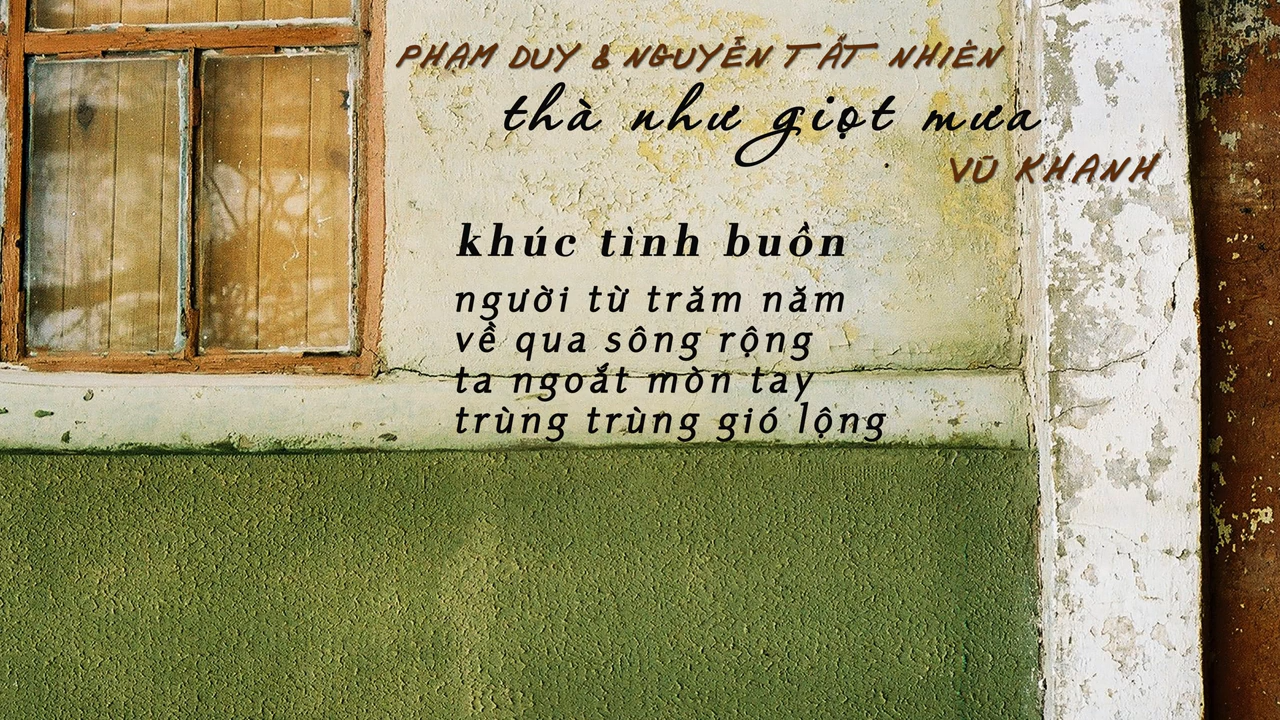 PHẠM DUY & NGUYỄN TẤT NHIÊN
thà như giọt mưa
VŨ KHANH
khúc tình buồn
người từ trăm năm
về qua sông rộng
ta ngoắt mòn tay
trùng trùng gió lộng